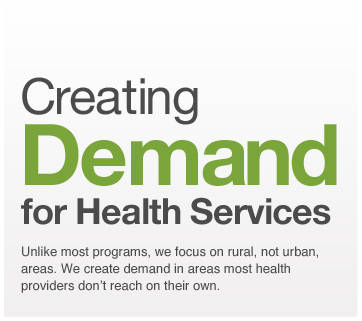 Creating
Demand
for Health Services
Unlike most programs, we focus on rural, not urban,
areas. We create demand in areas most health
providers don’t reach on their own.